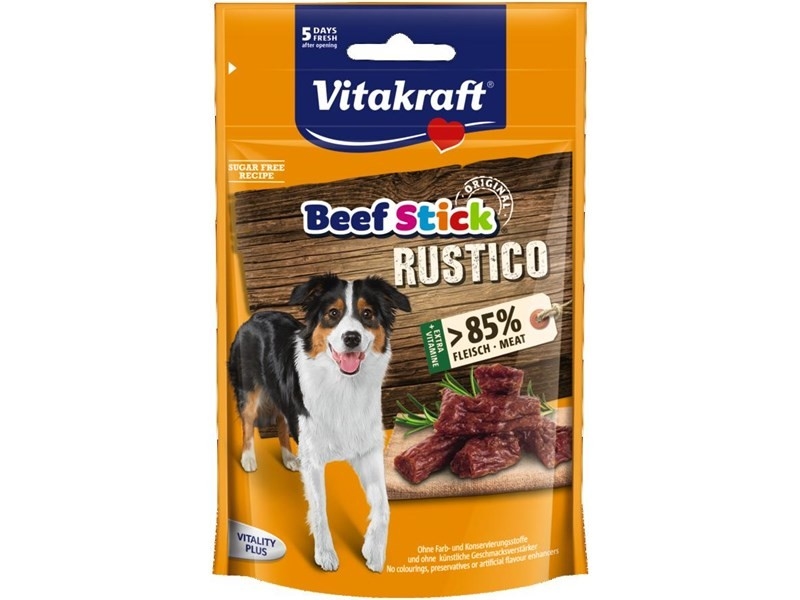 5 DAYS
FRESH
after opening
Vitakraft®
SUGAR FREE
RECIPE
ORIGINAL
Beef Stick
RUSTICO
EXTRA
+ VITAMINE
>85%
FLEISCH · MEAT
VITALITY
PLUS
Ohne Farb- und Konservierungsstoffe
und ohne künstliche Geschmacksverstärker
No colourings, preservatives or artificial flavour enhancers